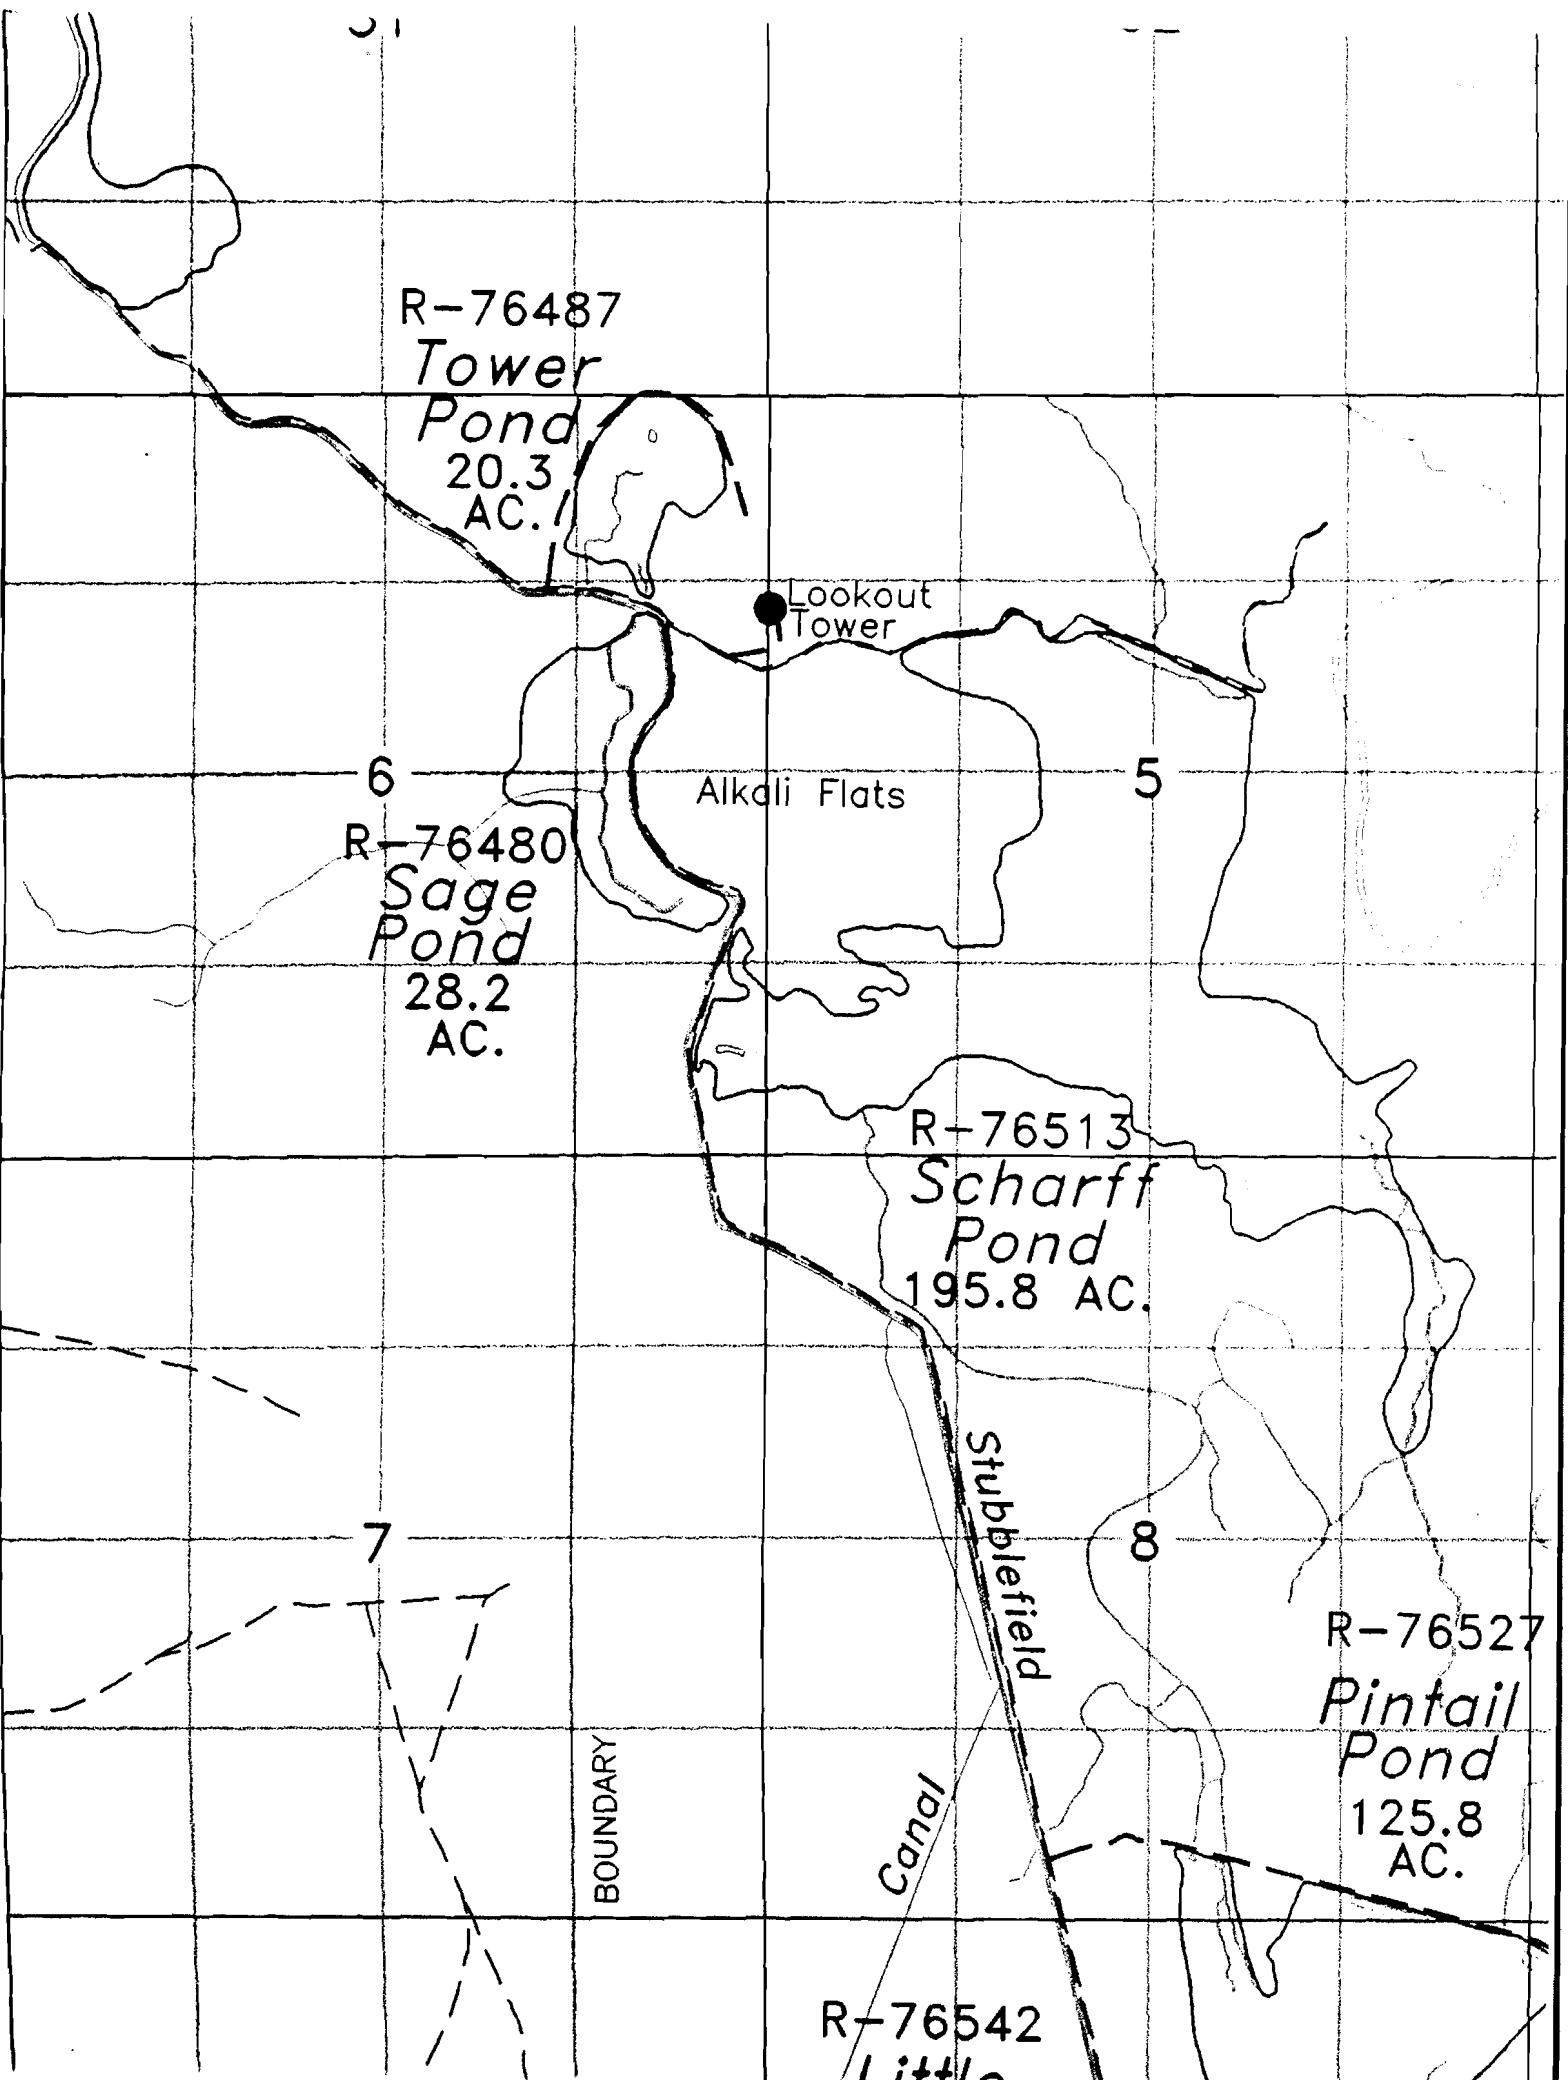 R-76487
Tower
Pond
20.3
AC.
Lookout
Tower
6
5
Alkali Flats
R-76480
Sage
Pond
28.2
AC.
R-76513
Scharff
Pond
195.8 AC.
Stubblefield
7
8
R-76527
Pintail
Pond
125.8
AC.
BOUNDARY
Canal
R-76542
Little